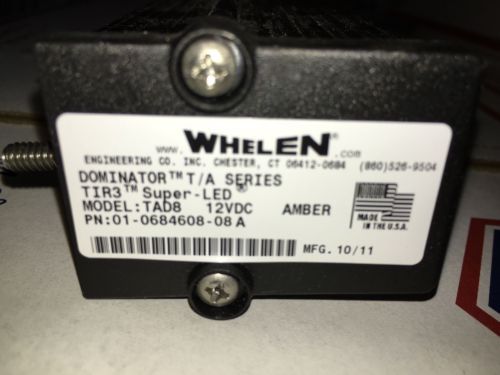 www.WHELEN®.com
ENGINEERING CO. INC. CHESTER, CT 06412-0684 (860)526-9504
DOMINATOR™ T/A SERIES
TIR3™ SUPER-LED®
MODEL:TAD8 12VDC AMBER
PN:01-0684608-08 A
MADE
IN THE U.S.A.
MFG. 10/11